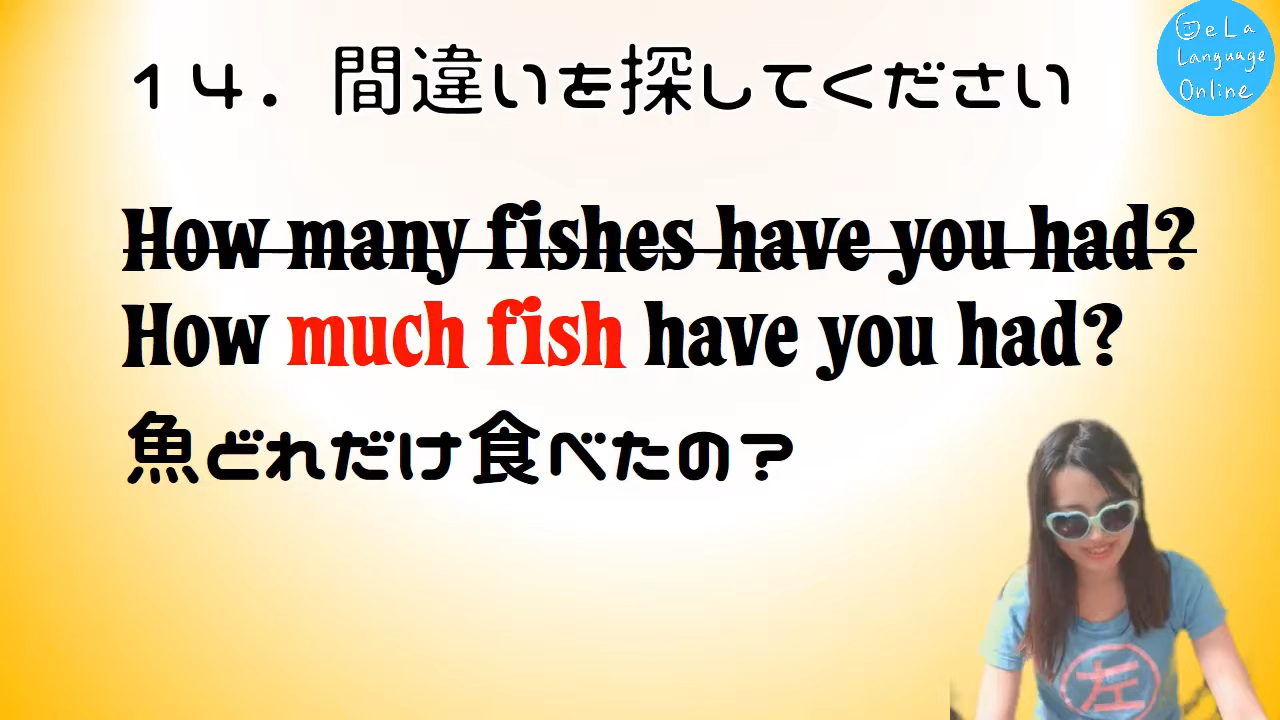 14. 間違いを探してください
JeLa
Language
Online
How many fishes have you had?
How much fish have you had?
魚どれだけ食べたの？
左